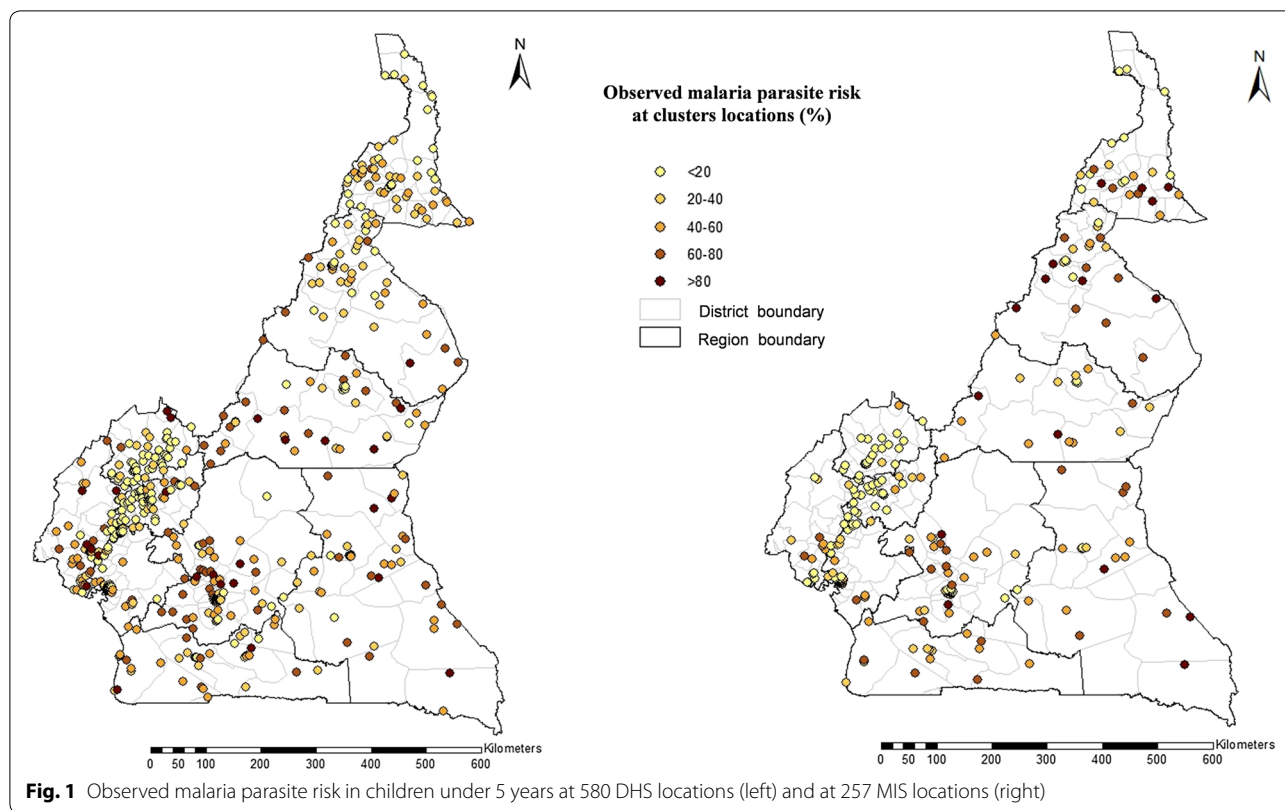 N
N
Observed malaria parasite risk
at clusters locations (%)
<20
20-40
40-60
60-80
>80
District boundary
Region boundary
Kilometers
0 50 100 200 300 400 500 600
Kilometers
0 50 100 200 300 400 500 600
Fig. 1 Observed malaria parasite risk in children under 5 years at 580 DHS locations (left) and at 257 MIS locations (right)